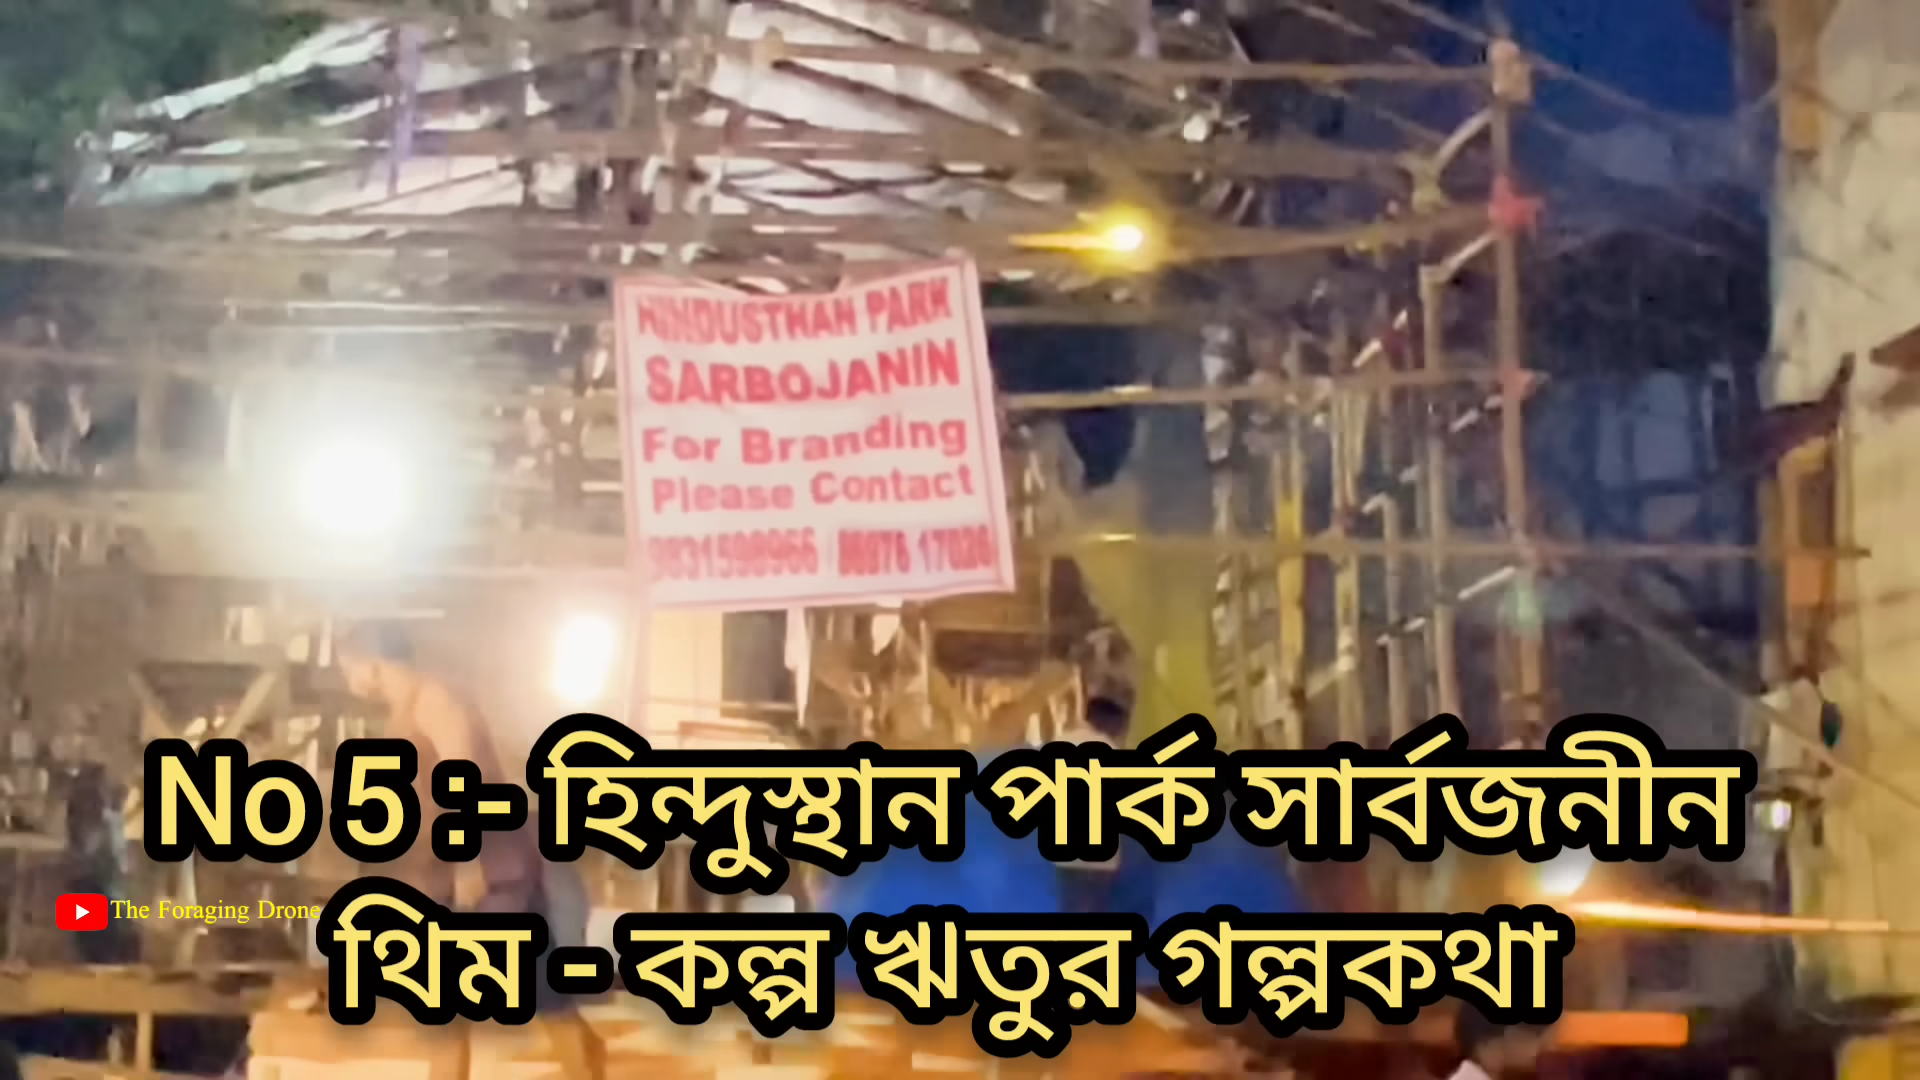 HINDUSTHAN PARK
SARBOJANIN
For Branding
Please Contact
No 5 :- হিন্দুস্থান পার্ক সার্বজনীন
The Foraging Drone
থিম - কল্প ঋতুর গল্পকথা